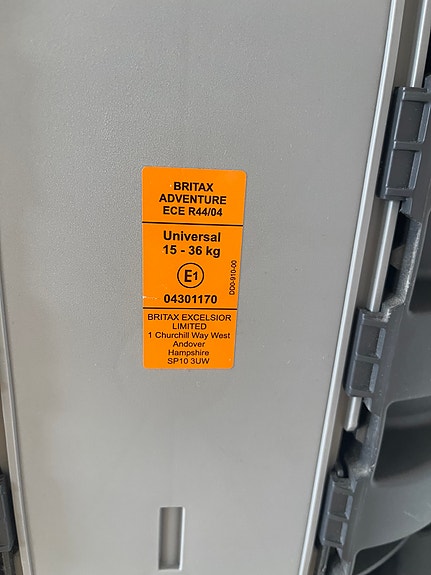 BRITAX
ADVENTURE
ECE R44/04
Universal
15 - 36 kg
E1
04301170
DD0-910-00
BRITAX EXCELSIOR
LIMITED
1 Churchill Way West
Andover
Hampshire
SP10 3UW